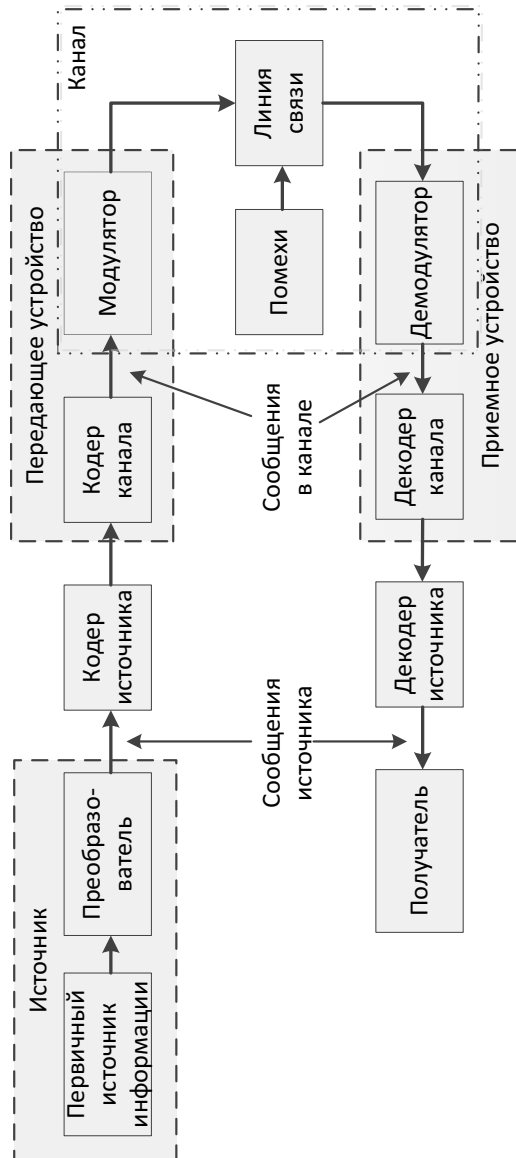 Источник
Первичный
источник
информации
Преобразо-
ватель
Кодер
источника
Передающее устройство
Кодер
канала
Модулятор
Канал
Линия
связи
Помехи
Сообщения
источника
Сообщения
в канале
Получатель
Декодер
источника
Декодер
канала
Демодулятор
Приемное устройство